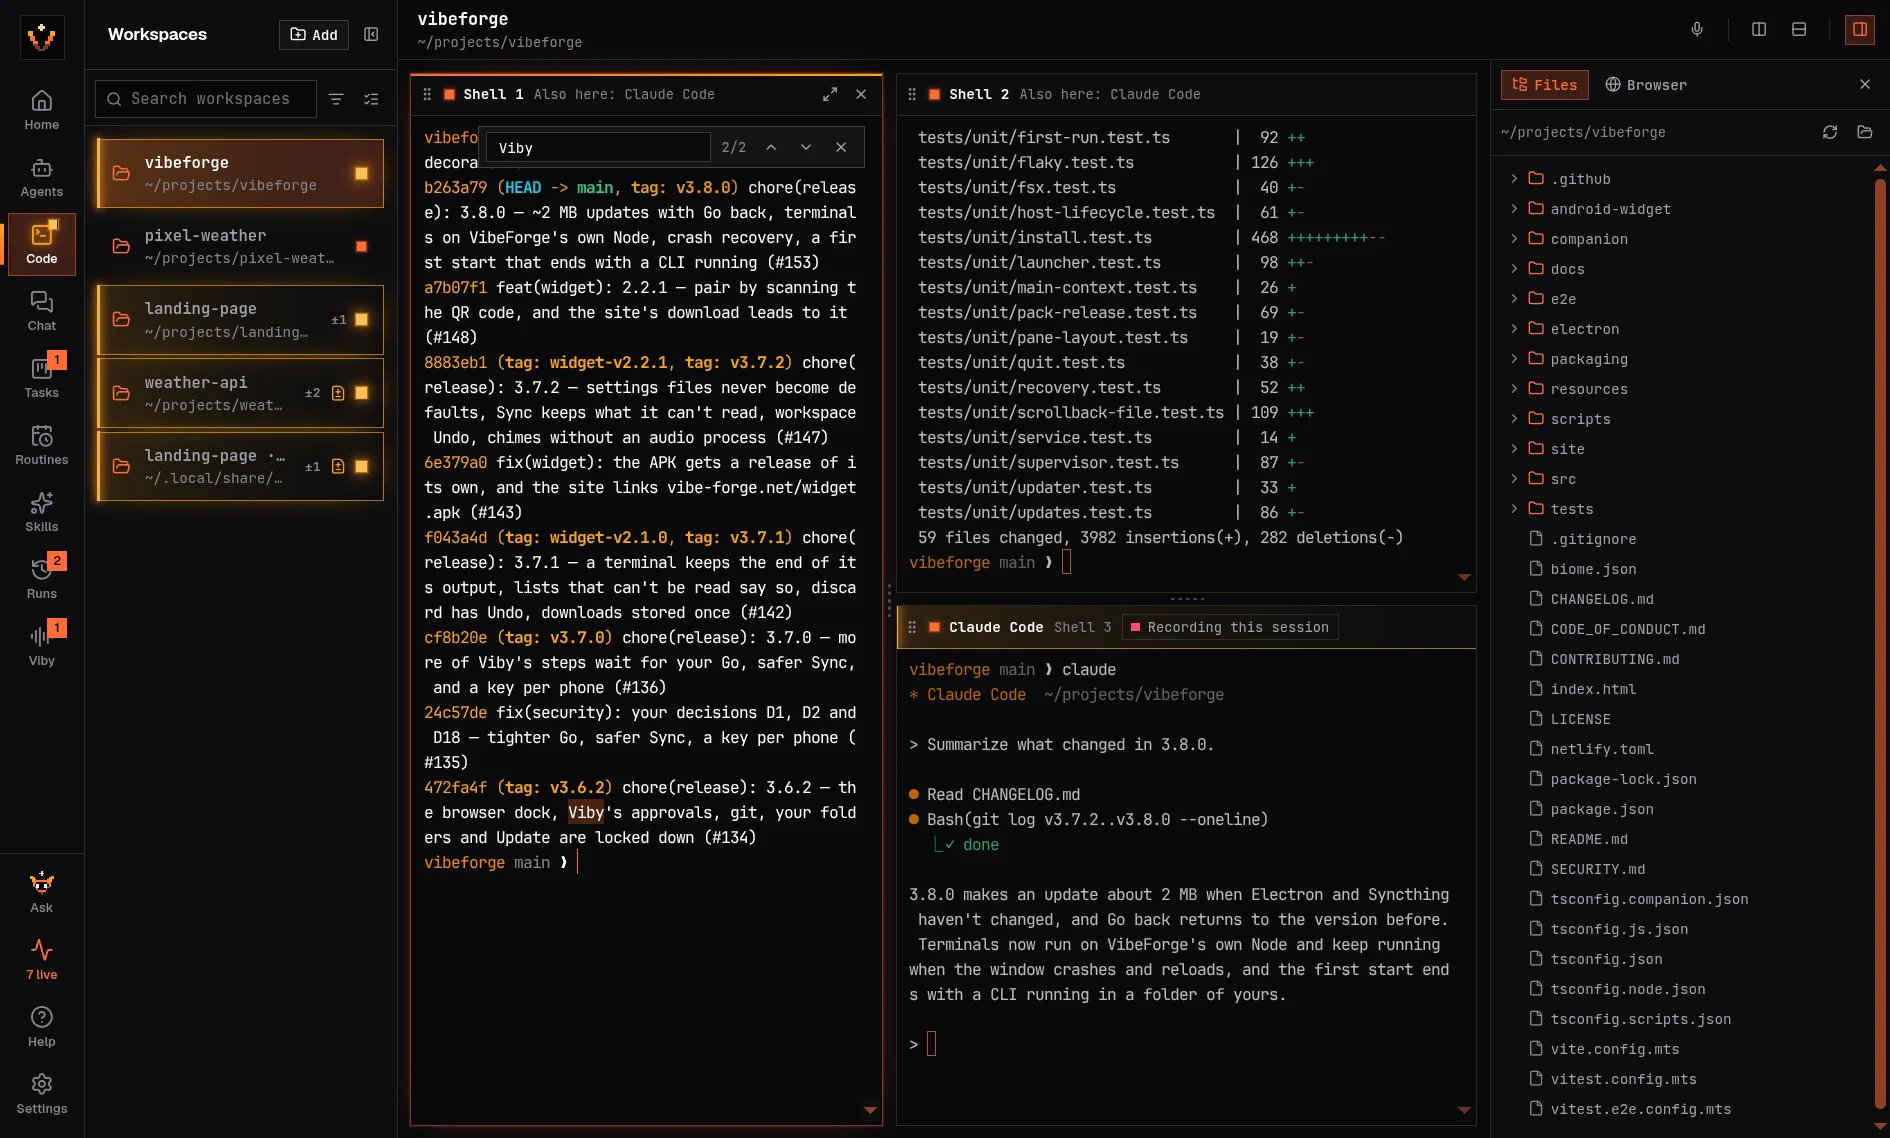 Home
Agents
Code
Chat
1
Tasks
Routines
Skills
2
Runs
1
Viby
Ask
7 live
Help
Settings
Workspaces
Add
Search workspaces
vibeforge
~/projects/vibeforge
pixel-weather
~/projects/pixel-weat…
landing-page
~/projects/landing…
±1
weather-api
~/projects/weat…
±2
landing-page ·…
~/.local/share/…
±1
vibeforge
~/projects/vibeforge
Shell 1 Also here: Claude Code
Viby
2/2
vibefo
decora
b263a79 (HEAD -> main, tag: v3.8.0) chore(releas
e): 3.8.0 — ~2 MB updates with Go back, terminal
s on VibeForge's own Node, crash recovery, a fir
st start that ends with a CLI running (#153)
a7b07f1 feat(widget): 2.2.1 — pair by scanning t
he QR code, and the site's download leads to it
(#148)
8883eb1 (tag: widget-v2.2.1, tag: v3.7.2) chore(
release): 3.7.2 — settings files never become de
faults, Sync keeps what it can't read, workspace
Undo, chimes without an audio process (#147)
6e379a0 fix(widget): the APK gets a release of i
ts own, and the site links vibe-forge.net/widget
.apk (#143)
f043a4d (tag: widget-v2.1.0, tag: v3.7.1) chore(
release): 3.7.1 — a terminal keeps the end of it
s output, lists that can't be read say so, disca
rd has Undo, downloads stored once (#142)
cf8b20e (tag: v3.7.0) chore(release): 3.7.0 — mo
re of Viby's steps wait for your Go, safer Sync,
and a key per phone (#136)
24c57de fix(security): your decisions D1, D2 and
D18 — tighter Go, safer Sync, a key per phone (
#135)
472fa4f (tag: v3.6.2) chore(release): 3.6.2 — th
e browser dock, Viby's approvals, git, your fold
ers and Update are locked down (#134)
vibeforge main ❯
Shell 2 Also here: Claude Code
tests/unit/first-run.test.ts | 92 ++
tests/unit/flaky.test.ts | 126 +++
tests/unit/fsx.test.ts | 40 +-
tests/unit/host-lifecycle.test.ts | 61 +-
tests/unit/install.test.ts | 468 +++++++++--
tests/unit/launcher.test.ts | 98 ++-
tests/unit/main-context.test.ts | 26 +
tests/unit/pack-release.test.ts | 69 +-
tests/unit/pane-layout.test.ts | 19 +-
tests/unit/quit.test.ts | 38 +-
tests/unit/recovery.test.ts | 52 ++
tests/unit/scrollback-file.test.ts | 109 +++
tests/unit/service.test.ts | 14 +
tests/unit/supervisor.test.ts | 87 +-
tests/unit/updater.test.ts | 33 +
tests/unit/updates.test.ts | 86 +-
59 files changed, 3982 insertions(+), 282 deletions(-)
vibeforge main ❯
Claude Code Shell 3 Recording this session
vibeforge main ❯ claude
* Claude Code ~/projects/vibeforge
> Summarize what changed in 3.8.0.
● Read CHANGELOG.md
● Bash(git log v3.7.2..v3.8.0 --oneline)
⎿✓ done
3.8.0 makes an update about 2 MB when Electron and Syncthing
haven't changed, and Go back returns to the version before.
Terminals now run on VibeForge's own Node and keep running
when the window crashes and reloads, and the first start end
s with a CLI running in a folder of yours.
>
Files
Browser
~/projects/vibeforge
.github
android-widget
companion
docs
e2e
electron
packaging
resources
scripts
site
src
tests
.gitignore
biome.json
CHANGELOG.md
CODE_OF_CONDUCT.md
CONTRIBUTING.md
index.html
LICENSE
netlify.toml
package-lock.json
package.json
README.md
SECURITY.md
tsconfig.companion.json
tsconfig.js.json
tsconfig.json
tsconfig.node.json
tsconfig.scripts.json
vite.config.mts
vitest.config.mts
vitest.e2e.config.mts